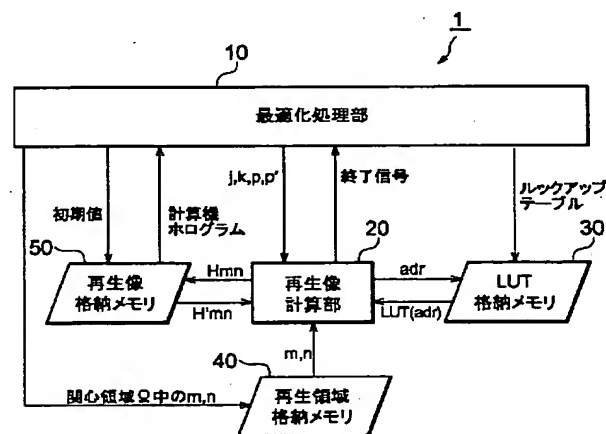 1
10
最適化処理部
j,k,p,p'
終了信号
ルックアップ
テーブル
初期値
計算機
ホログラム
50
20
30
再生像
格納メモリ
Hmn
H'mn
再生像
計算部
adr
LUT(adr)
LUT
格納メモリ
m,n
40
関心領域Ω中のm,n
再生領域
格納メモリ